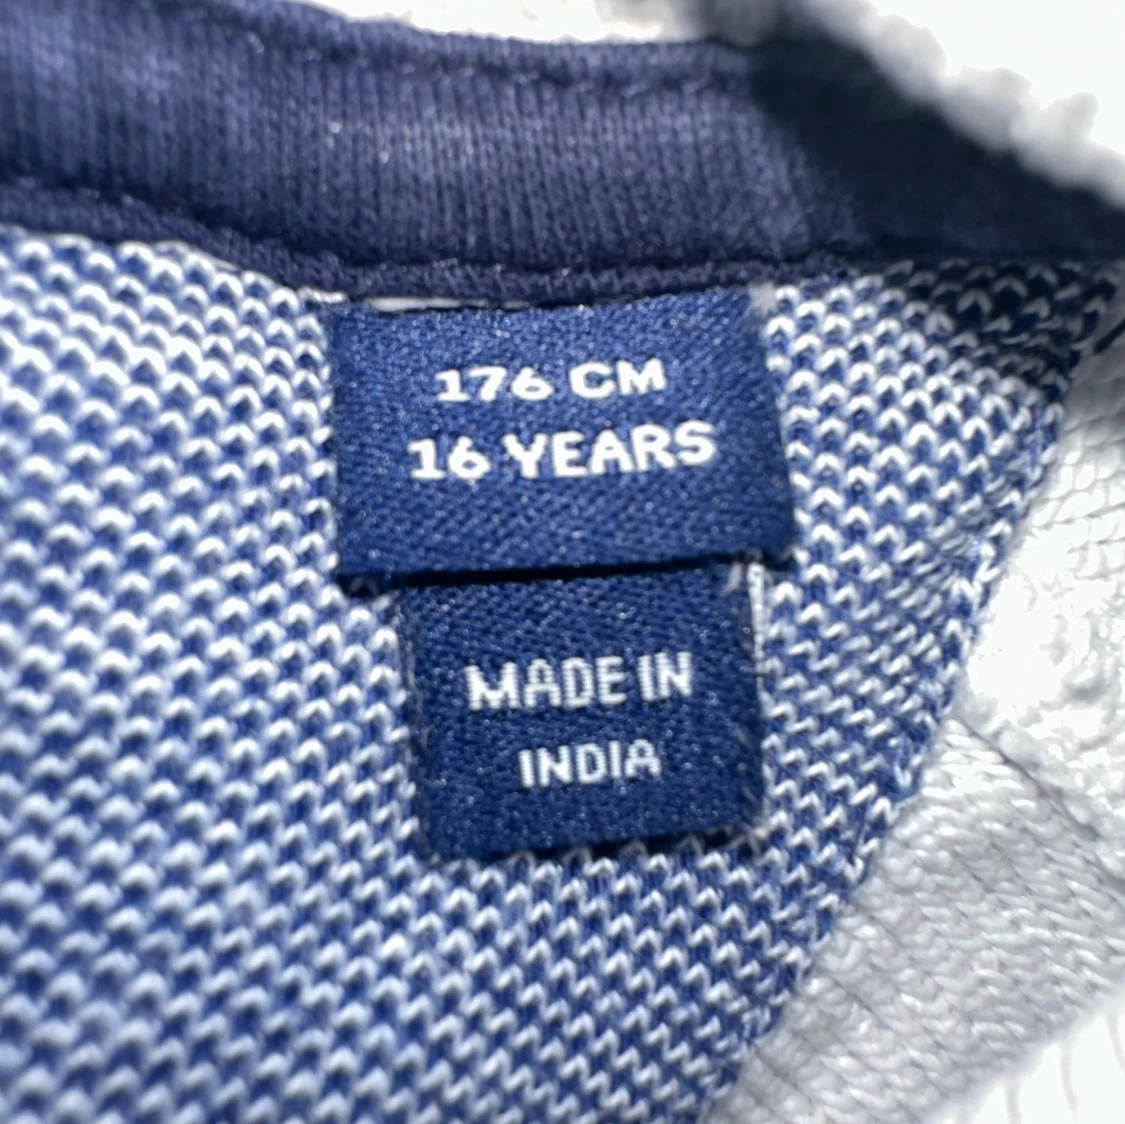 176 CM
16 YEARS
MADE IN
INDIA